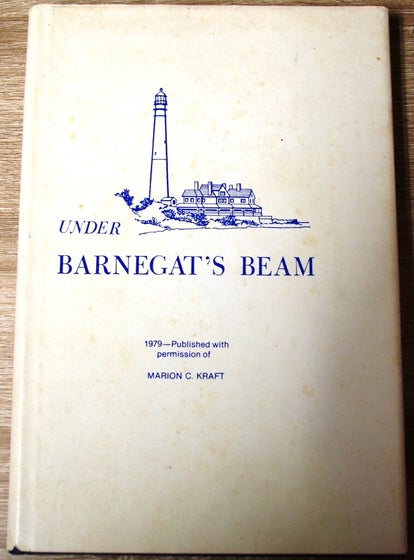 UNDER
BARNEGAT'S BEAM
1979—Published with
permission of
MARION C. KRAFT